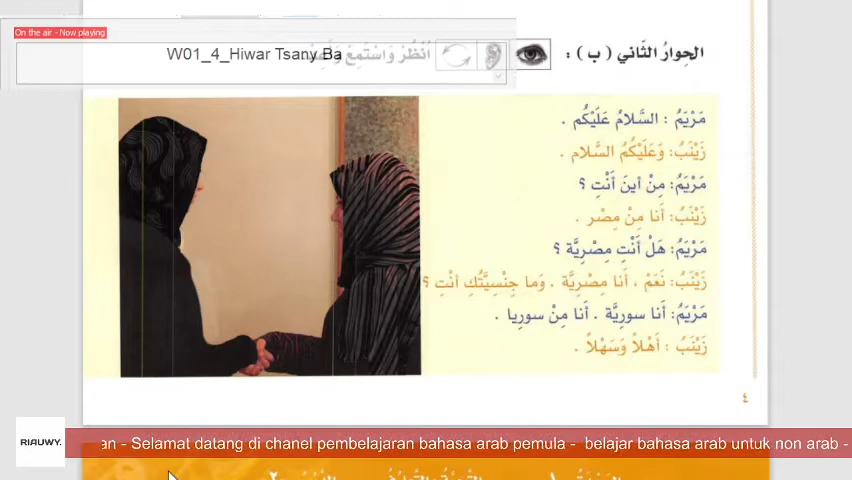 On the air - Now playing
W01_4_Hiwar Tsany Ba
الحِوارُ الثَّاني ( ب ) : اُنْظُرْ وَاسْتَمِعْ
مَرْيَمُ : السَّلامُ عَلَيْكُم .
زَيْنَبُ: وَعَلَيْكُمُ السَّلام .
مَرْيَمُ: مِنْ أَينَ أَنْتِ ؟
زَيْنَبُ: أَنا مِنْ مِصْر .
مَرْيَمُ: هَلْ أَنْتِ مِصْرِيَّة ؟
زَيْنَبُ: نَعَمْ ، أَنا مِصْرِيَّة . وَما جِنْسِيَّتُكِ أَنْتِ ؟
مَرْيَمُ: أَنا سورِيَّة . أَنا مِنْ سوريا .
زَيْنَبُ : أَهْلاً وَسَهْلاً .
٤
RIAUWY.
an - Selamat datang di chanel pembelajaran bahasa arab pemula - belajar bahasa arab untuk non arab -